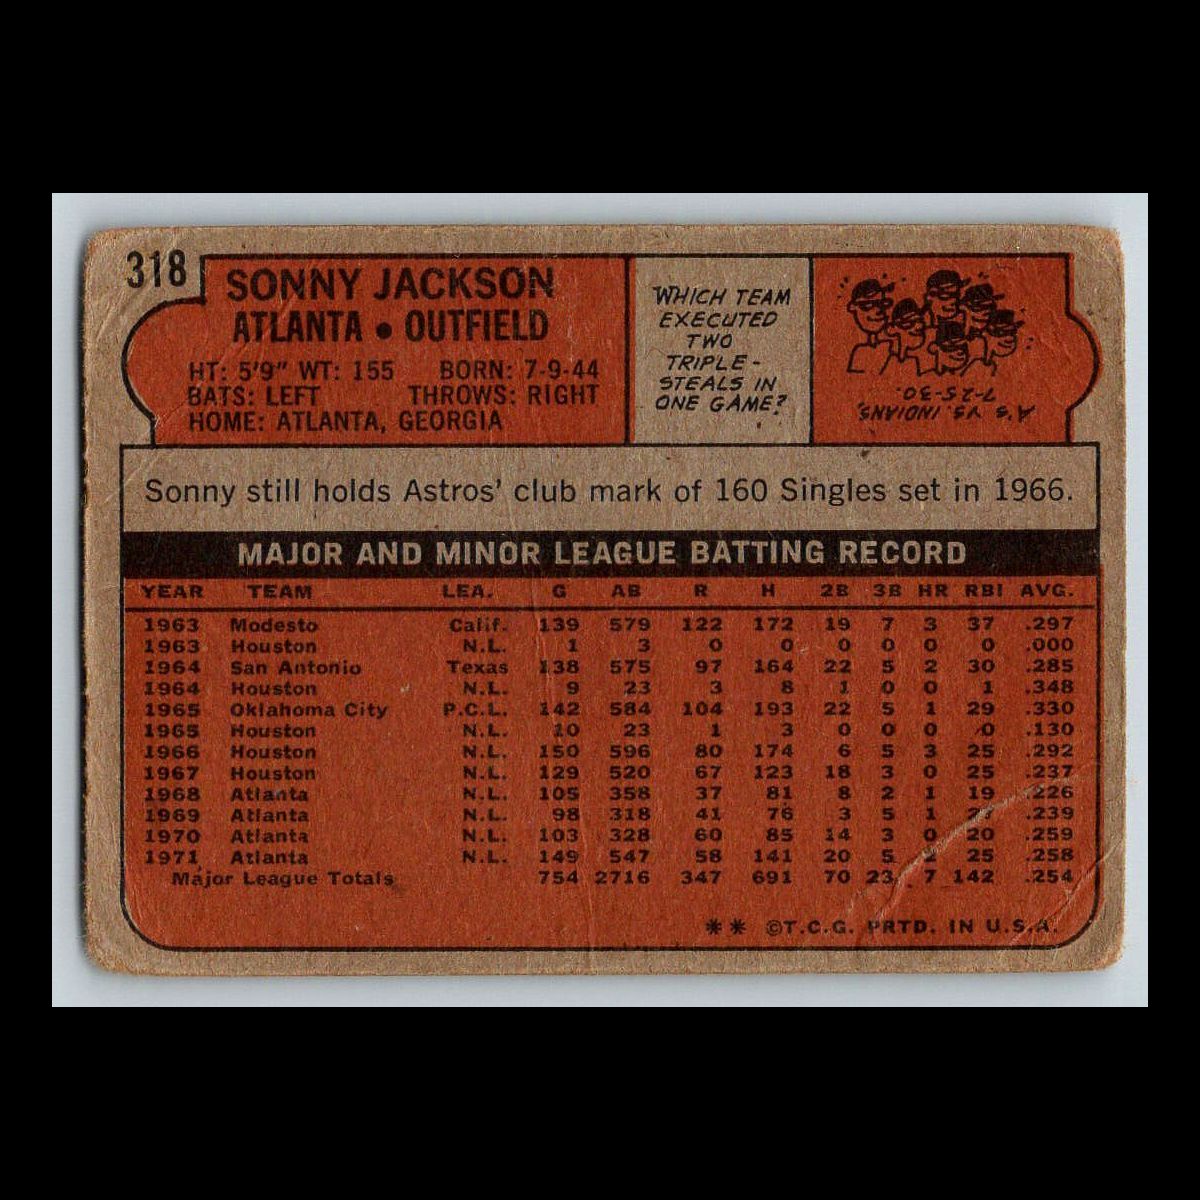 318
SONNY JACKSON
ATLANTA • OUTFIELD
HT: 5'9" WT: 155 BORN: 7-9-44
BATS: LEFT THROWS: RIGHT
HOME: ATLANTA, GEORGIA
WHICH TEAM
EXECUTED
TWO
TRIPLE-
STEALS IN
ONE GAME?
A'S VS. INDIANS,
7-25-30.
Sonny still holds Astros' club mark of 160 Singles set in 1966.
MAJOR AND MINOR LEAGUE BATTING RECORD
YEAR TEAM LEA. G AB R H 2B 3B HR RBI AVG.
1963 Modesto Calif. 139 579 122 172 19 7 3 37 .297
1963 Houston N.L. 1 3 0 0 0 0 0 0 .000
1964 San Antonio Texas 138 575 97 164 22 5 2 30 .285
1964 Houston N.L. 9 23 3 8 1 0 0 1 .348
1965 Oklahoma City P.C.L. 142 584 104 193 22 5 1 29 .330
1965 Houston N.L. 10 23 1 3 0 0 0 0 .130
1966 Houston N.L. 150 596 80 174 6 5 3 25 .292
1967 Houston N.L. 129 520 67 123 18 3 0 25 .237
1968 Atlanta N.L. 105 358 37 81 8 2 1 19 .226
1969 Atlanta N.L. 98 318 41 76 3 5 1 27 .239
1970 Atlanta N.L. 103 328 60 85 14 3 0 20 .259
1971 Atlanta N.L. 149 547 58 141 20 5 2 25 .258
Major League Totals 754 2716 347 691 70 23 7 142 .254
** ©T.C.G. PRTD. IN U.S.A.